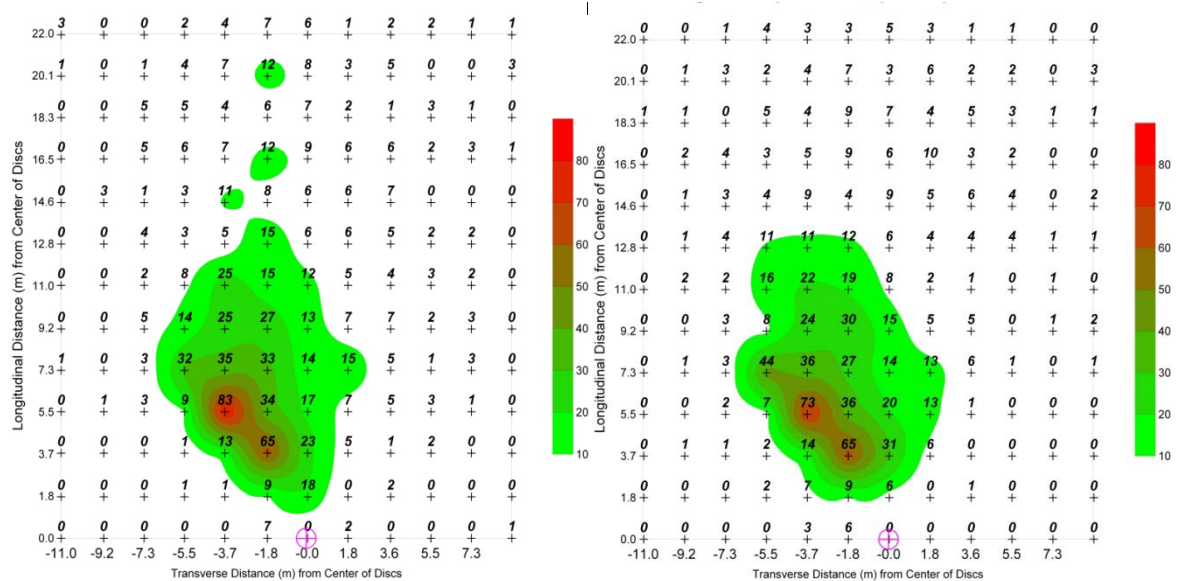 Longitudinal Distance (m) from Center of Discs
3 0 0 2 4 7 6 1 2 2 1 1
22.0
1 0 1 4 7 12 8 3 5 0 0 3
20.1
0 0 5 5 4 6 7 2 1 3 1 0
18.3
0 0 5 6 7 12 9 6 6 2 3 1
16.5
0 3 1 3 11 8 6 6 7 0 0 0
14.6
0 0 4 3 5 15 6 6 5 2 2 0
12.8
0 0 2 8 25 15 12 5 4 3 2 0
11.0
0 0 5 14 25 27 13 7 7 2 3 0
9.2
1 0 3 32 35 33 14 15 5 1 3 0
7.3
0 1 3 9 83 34 17 7 5 3 1 0
5.5
0 0 0 1 13 65 23 5 1 2 0 0
3.7
0 0 0 1 1 9 18 0 2 0 0 0
1.8
0 0 0 0 0 7 0 2 0 0 0 1
0.0
-11.0 -9.2 -7.3 -5.5 -3.7 -1.8 -0.0 1.8 3.6 5.5 7.3
Transverse Distance (m) from Center of Discs
80
70
60
50
40
30
20
10
Longitudinal Distance (m) from Center of Discs
0 0 1 4 3 3 5 3 1 1 0 0
22.0
0 1 3 2 4 7 3 6 2 2 0 3
20.1
1 1 0 5 4 9 7 4 5 3 1 1
18.3
0 2 4 3 5 9 6 10 3 2 0 0
16.5
0 1 3 4 9 4 9 5 6 4 0 2
14.6
0 1 4 11 11 12 6 4 4 4 1 1
12.8
0 2 2 16 22 19 8 2 1 0 1 0
11.0
0 0 3 8 24 30 15 5 5 0 1 2
9.2
0 1 3 44 36 27 14 13 6 1 0 1
7.3
0 0 2 7 73 36 20 13 1 0 0 0
5.5
0 1 1 2 14 65 31 6 0 0 0 0
3.7
0 0 0 2 7 9 6 0 1 0 0 0
1.8
0 0 0 0 3 6 0 0 0 0 0 0
0.0
-11.0 -9.2 -7.3 -5.5 -3.7 -1.8 -0.0 1.8 3.6 5.5 7.3
Transverse Distance (m) from Center of Discs
80
70
60
50
40
30
20
10